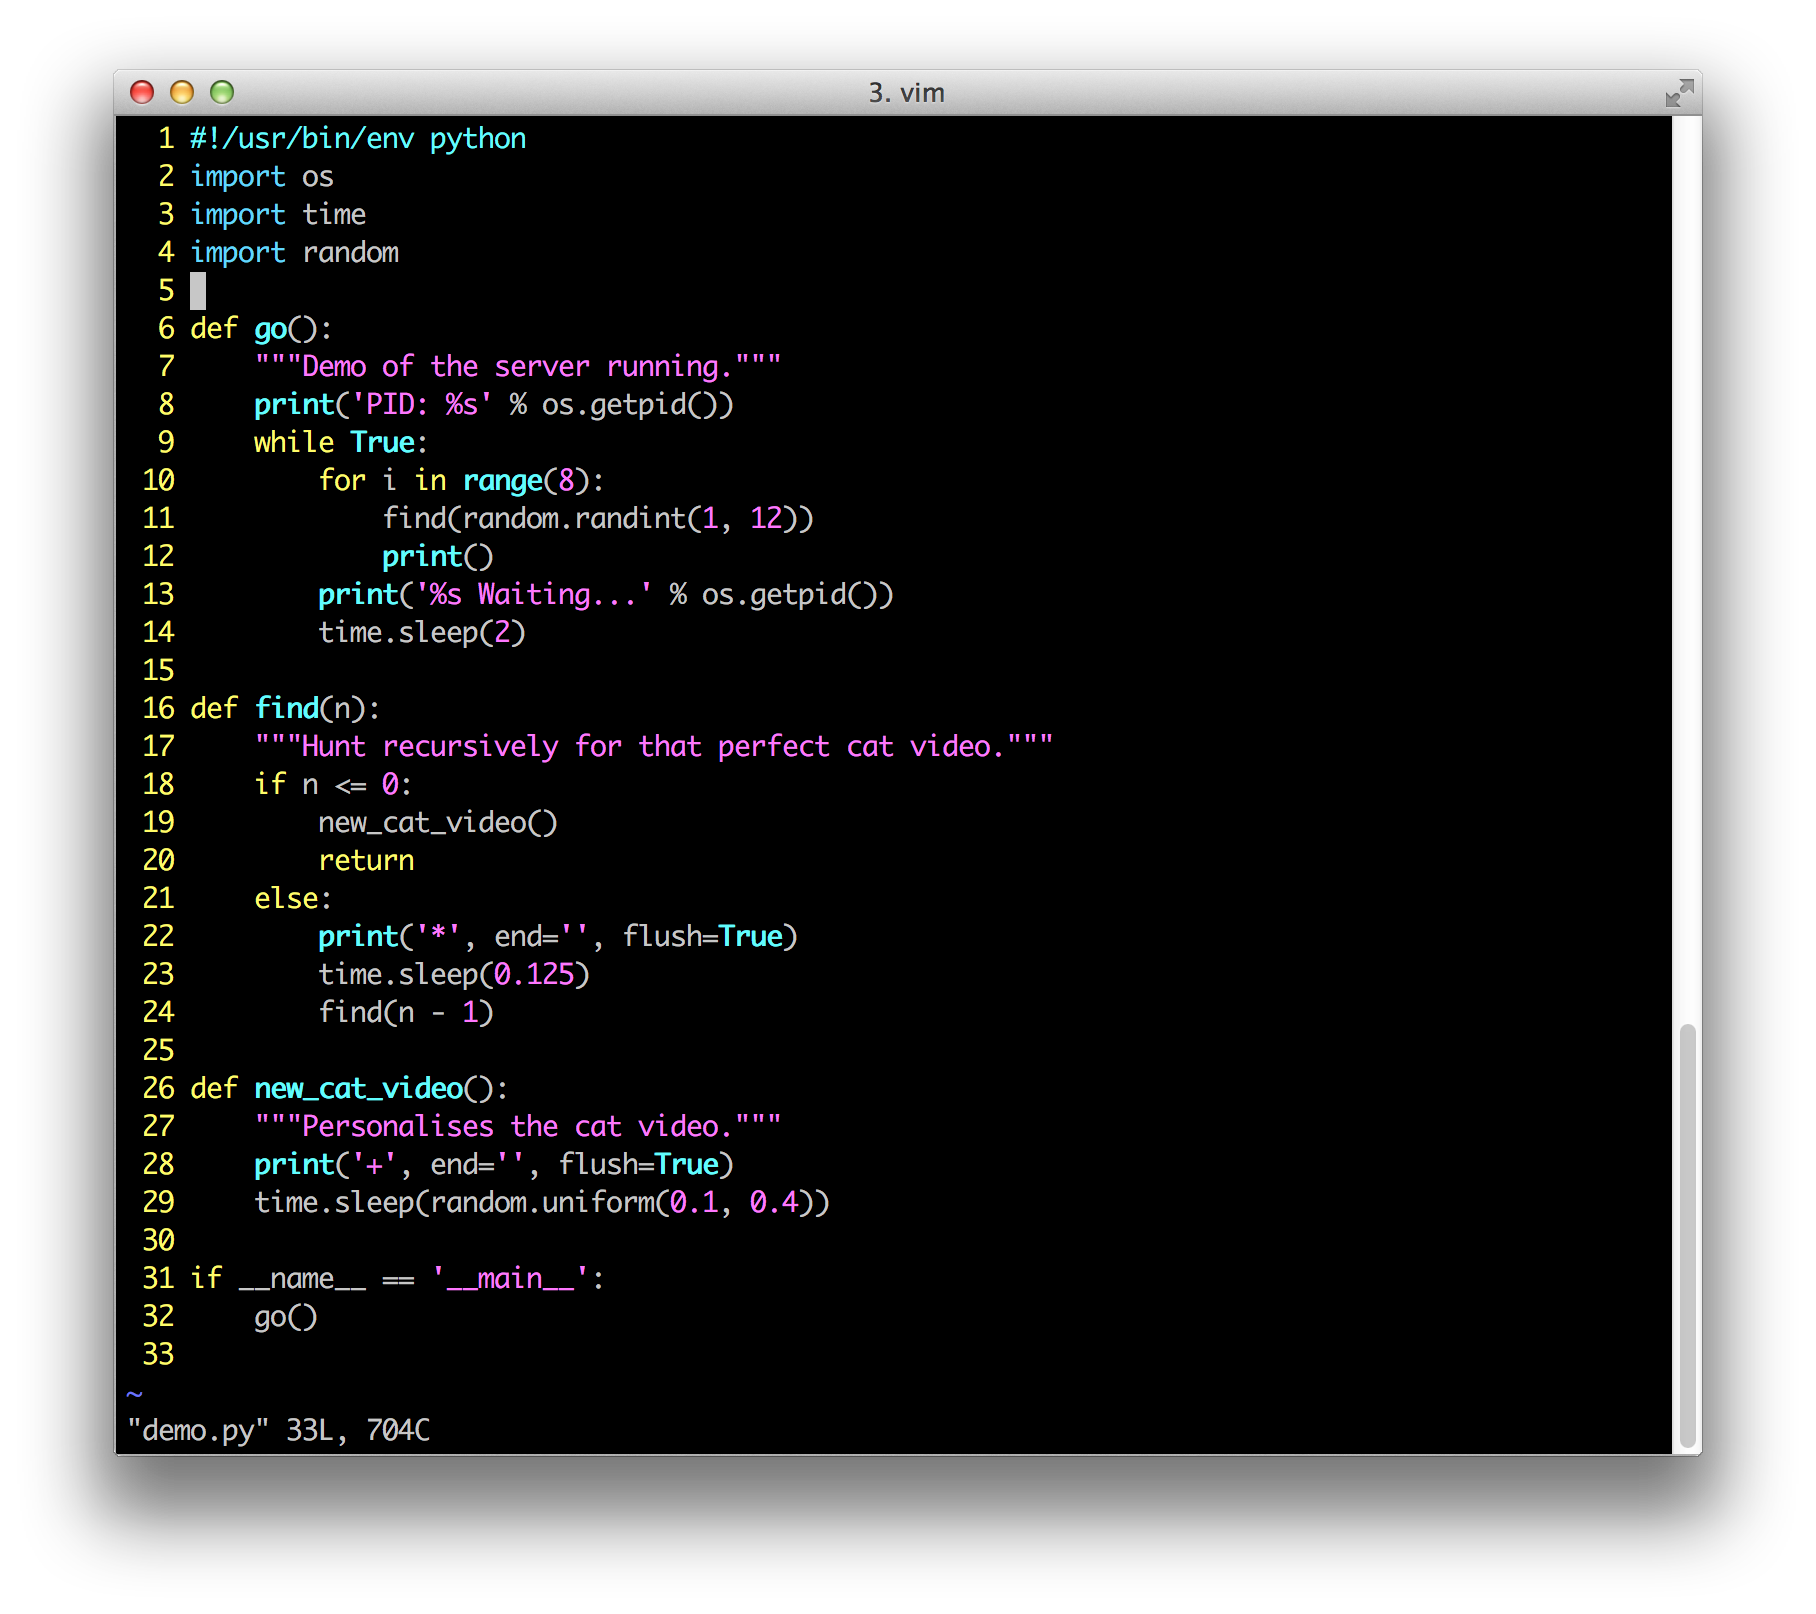 3. vim
1 #!/usr/bin/env python
2 import os
3 import time
4 import random
5
6 def go():
7     """Demo of the server running."""
8     print('PID: %s' % os.getpid())
9     while True:
10         for i in range(8):
11             find(random.randint(1, 12))
12             print()
13         print('%s Waiting...' % os.getpid())
14         time.sleep(2)
15
16 def find(n):
17     """Hunt recursively for that perfect cat video."""
18     if n <= 0:
19         new_cat_video()
20         return
21     else:
22         print('*', end='', flush=True)
23         time.sleep(0.125)
24         find(n - 1)
25
26 def new_cat_video():
27     """Personalises the cat video."""
28     print('+', end='', flush=True)
29     time.sleep(random.uniform(0.1, 0.4))
30
31 if __name__ == '__main__':
32     go()
33
~
"demo.py" 33L, 704C